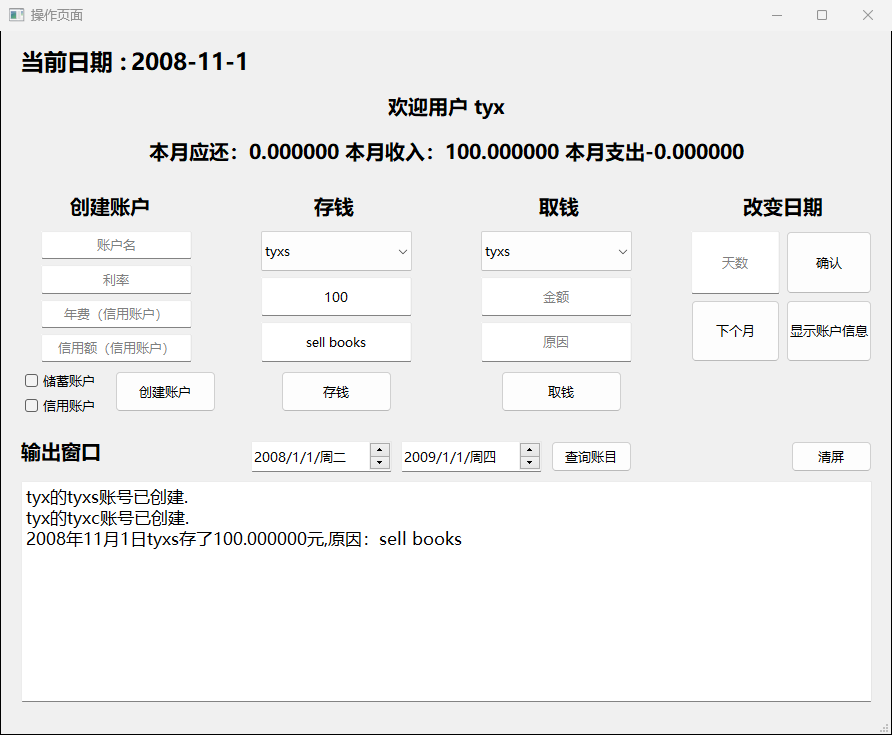 操作页面
当前日期 : 2008-11-1
欢迎用户 tyx
本月应还：0.000000 本月收入：100.000000 本月支出-0.000000
创建账户
账户名
利率
年费（信用账户）
信用额（信用账户）
储蓄账户
信用账户
创建账户
存钱
tyxs
100
sell books
存钱
取钱
tyxs
金额
原因
取钱
改变日期
天数
确认
下个月
显示账户信息
输出窗口
2008/1/1/周二
2009/1/1/周四
查询账目
清屏
tyx的tyxs账号已创建.
tyx的tyxc账号已创建.
2008年11月1日tyxs存了100.000000元,原因：sell books